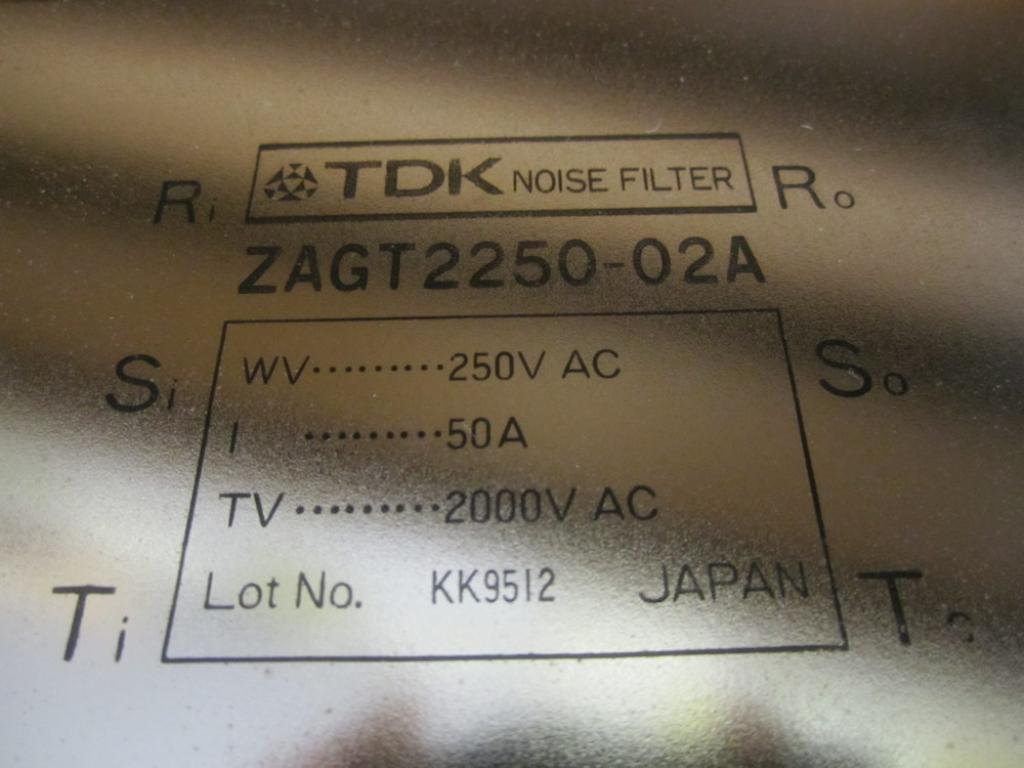 Ri TDK NOISE FILTER Ro
ZAGT2250-02A
Si WV·········250V AC So
I ·········50A
TV·········2000V AC
Ti Lot No. KK9512 JAPAN To